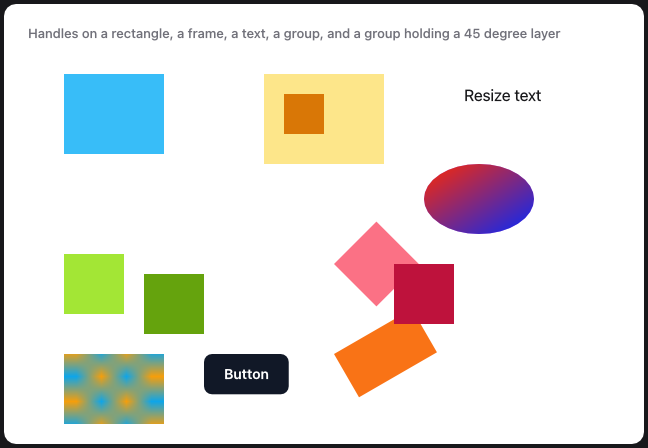 Handles on a rectangle, a frame, a text, a group, and a group holding a 45 degree layer
Resize text
Button